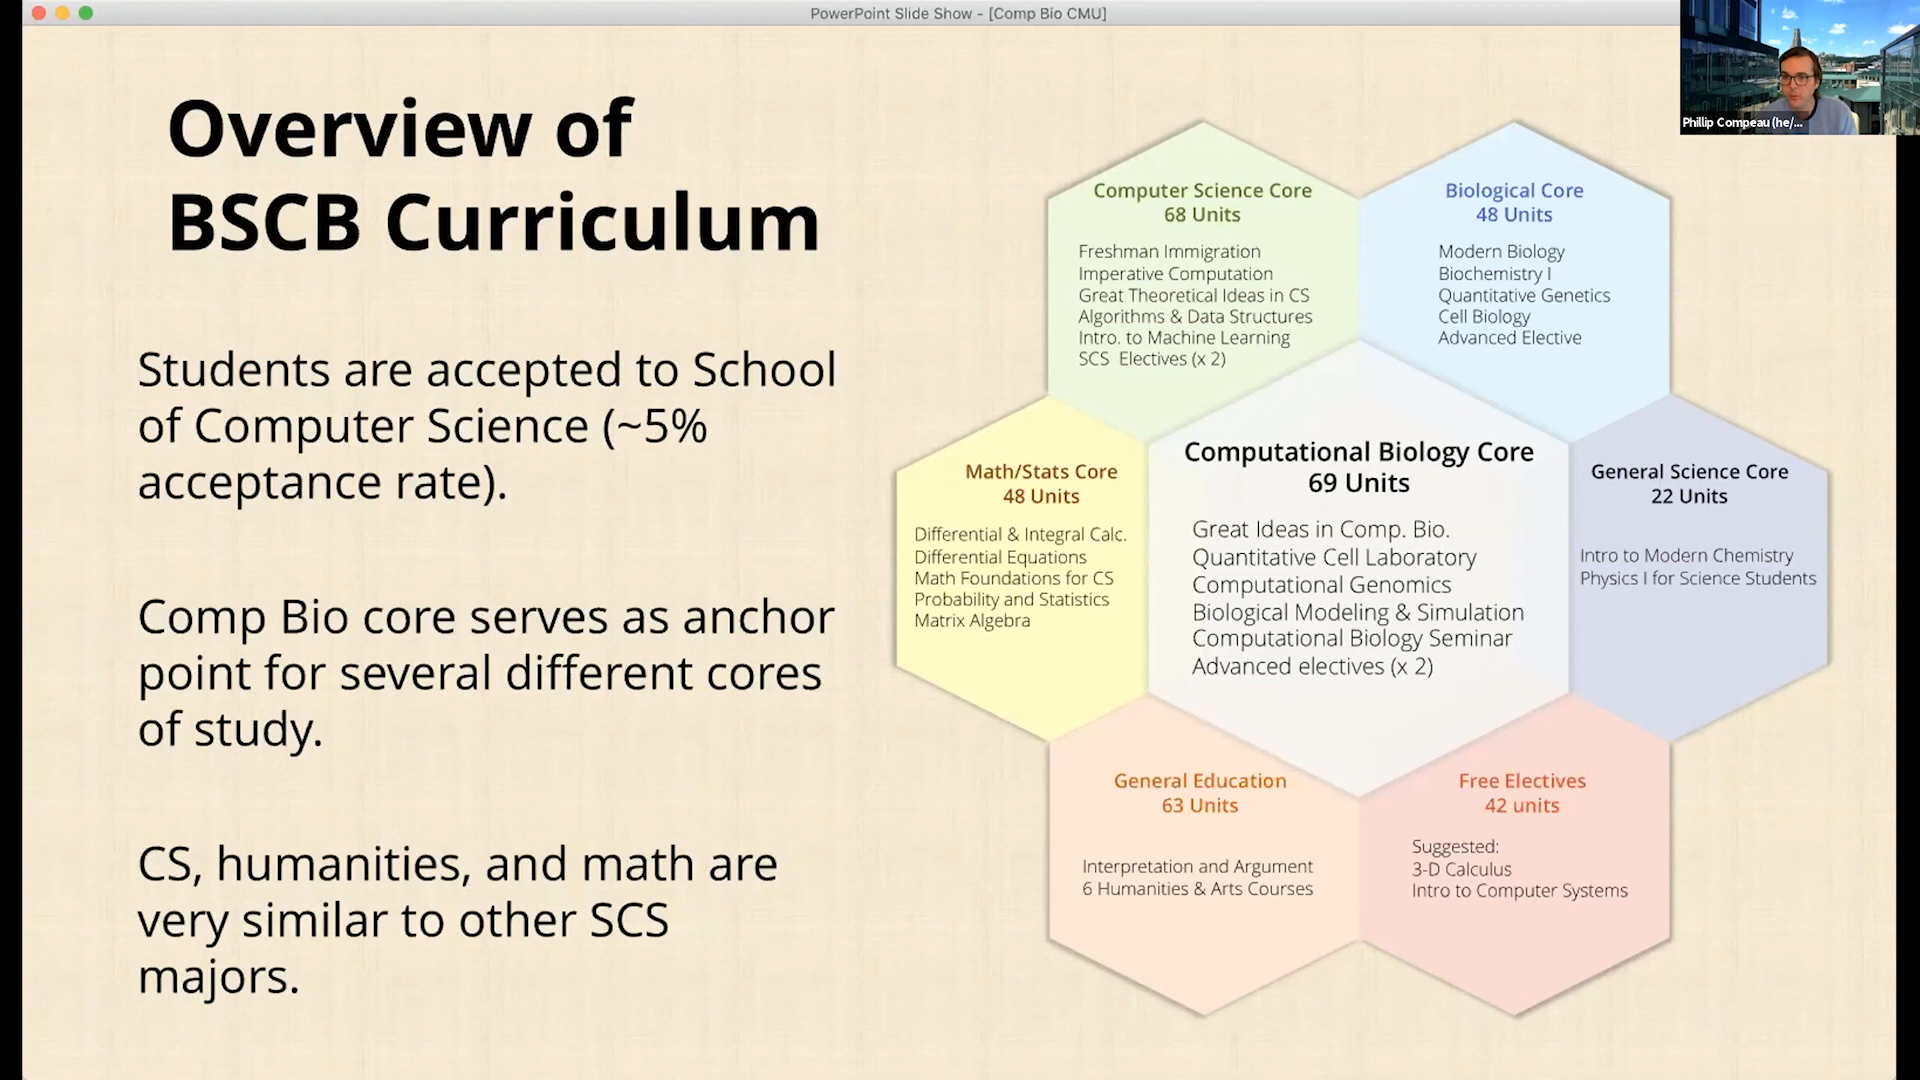 PowerPoint Slide Show - [Comp Bio CMU]
Phillip Compeau (he/...
Overview of
BSCB Curriculum
Students are accepted to School
of Computer Science (~5%
acceptance rate).
Comp Bio core serves as anchor
point for several different cores
of study.
CS, humanities, and math are
very similar to other SCS
majors.
Computer Science Core
68 Units
Freshman Immigration
Imperative Computation
Great Theoretical Ideas in CS
Algorithms & Data Structures
Intro. to Machine Learning
SCS Electives (x 2)
Biological Core
48 Units
Modern Biology
Biochemistry I
Quantitative Genetics
Cell Biology
Advanced Elective
Math/Stats Core
48 Units
Differential & Integral Calc.
Differential Equations
Math Foundations for CS
Probability and Statistics
Matrix Algebra
Computational Biology Core
69 Units
Great Ideas in Comp. Bio.
Quantitative Cell Laboratory
Computational Genomics
Biological Modeling & Simulation
Computational Biology Seminar
Advanced electives (x 2)
General Science Core
22 Units
Intro to Modern Chemistry
Physics I for Science Students
General Education
63 Units
Interpretation and Argument
6 Humanities & Arts Courses
Free Electives
42 units
Suggested:
3-D Calculus
Intro to Computer Systems